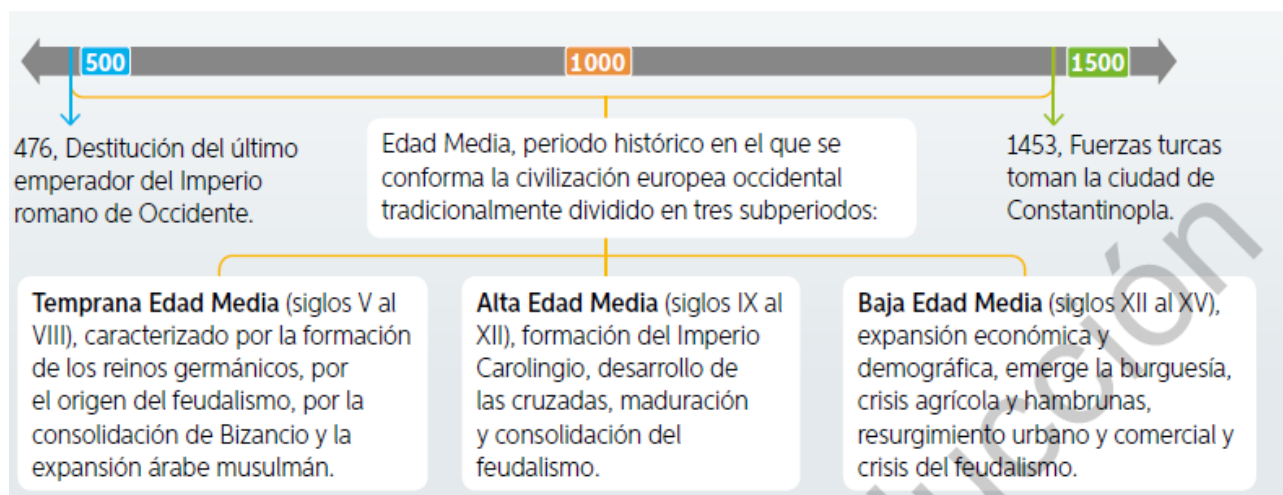 500
1000
1500
476, Destitución del último
emperador del Imperio
romano de Occidente.
Edad Media, periodo histórico en el que se
conforma la civilización europea occidental
tradicionalmente dividido en tres subperiodos:
1453, Fuerzas turcas
toman la ciudad de
Constantinopla.
Temprana Edad Media (siglos V al
VIII), caracterizado por la formación
de los reinos germánicos, por
el origen del feudalismo, por la
consolidación de Bizancio y la
expansión árabe musulmán.
Alta Edad Media (siglos IX al
XII), formación del Imperio
Carolingio, desarrollo de
las cruzadas, maduración
y consolidación del
feudalismo.
Baja Edad Media (siglos XII al XV),
expansión económica y
demográfica, emerge la burguesía,
crisis agrícola y hambrunas,
resurgimiento urbano y comercial y
crisis del feudalismo.
ucción